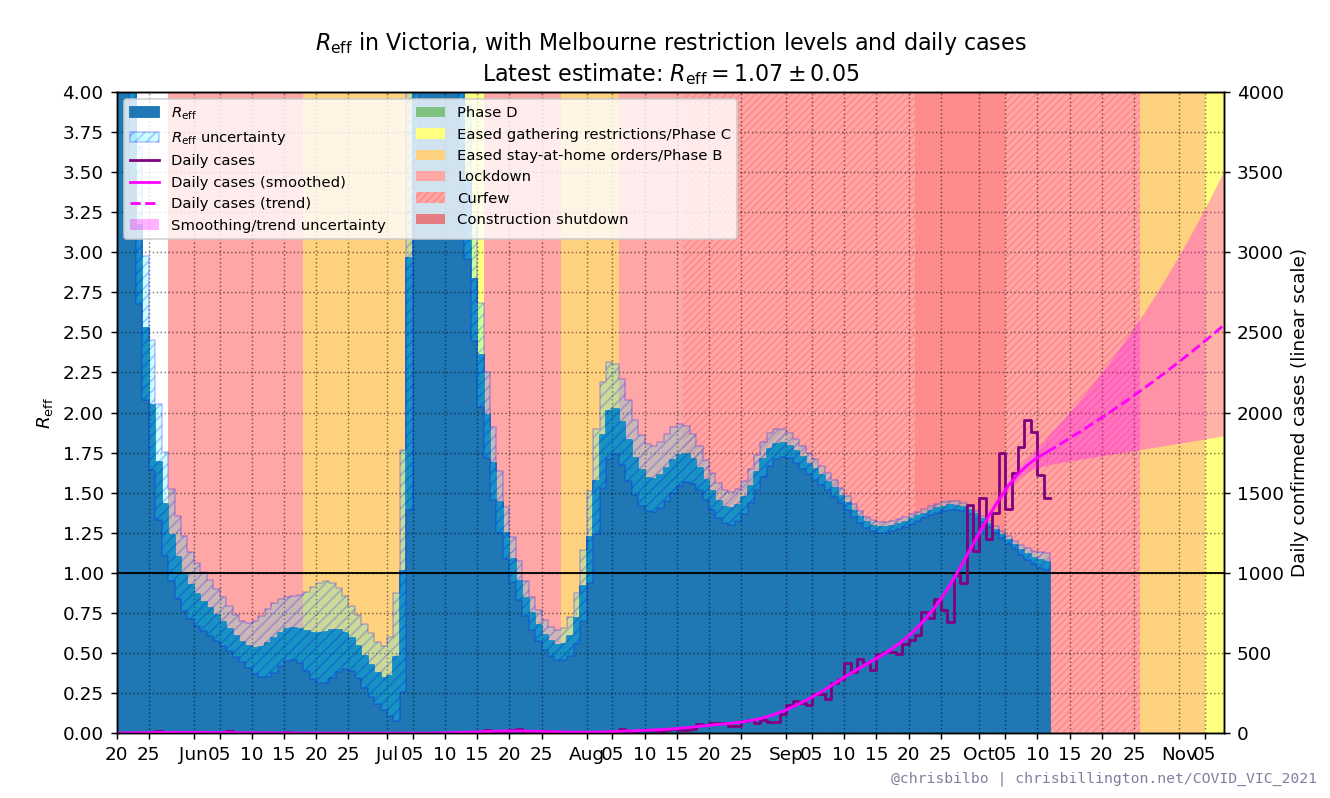 R_eff in Victoria, with Melbourne restriction levels and daily cases
Latest estimate: R_eff = 1.07 ± 0.05
R_eff
R_eff uncertainty
Daily cases
Daily cases (smoothed)
Daily cases (trend)
Smoothing/trend uncertainty
Phase D
Eased gathering restrictions/Phase C
Eased stay-at-home orders/Phase B
Lockdown
Curfew
Construction shutdown
R_eff
4.00
3.75
3.50
3.25
3.00
2.75
2.50
2.25
2.00
1.75
1.50
1.25
1.00
0.75
0.50
0.25
0.00
4000
3500
3000
2500
2000
1500
1000
500
0
Daily confirmed cases (linear scale)
20 25 Jun 05 10 15 20 25 Jul 05 10 15 20 25 Aug 05 10 15 20 25 Sep 05 10 15 20 25 Oct 05 10 15 20 25 Nov 05
@chrisbilbo | chrisbillington.net/COVID_VIC_2021